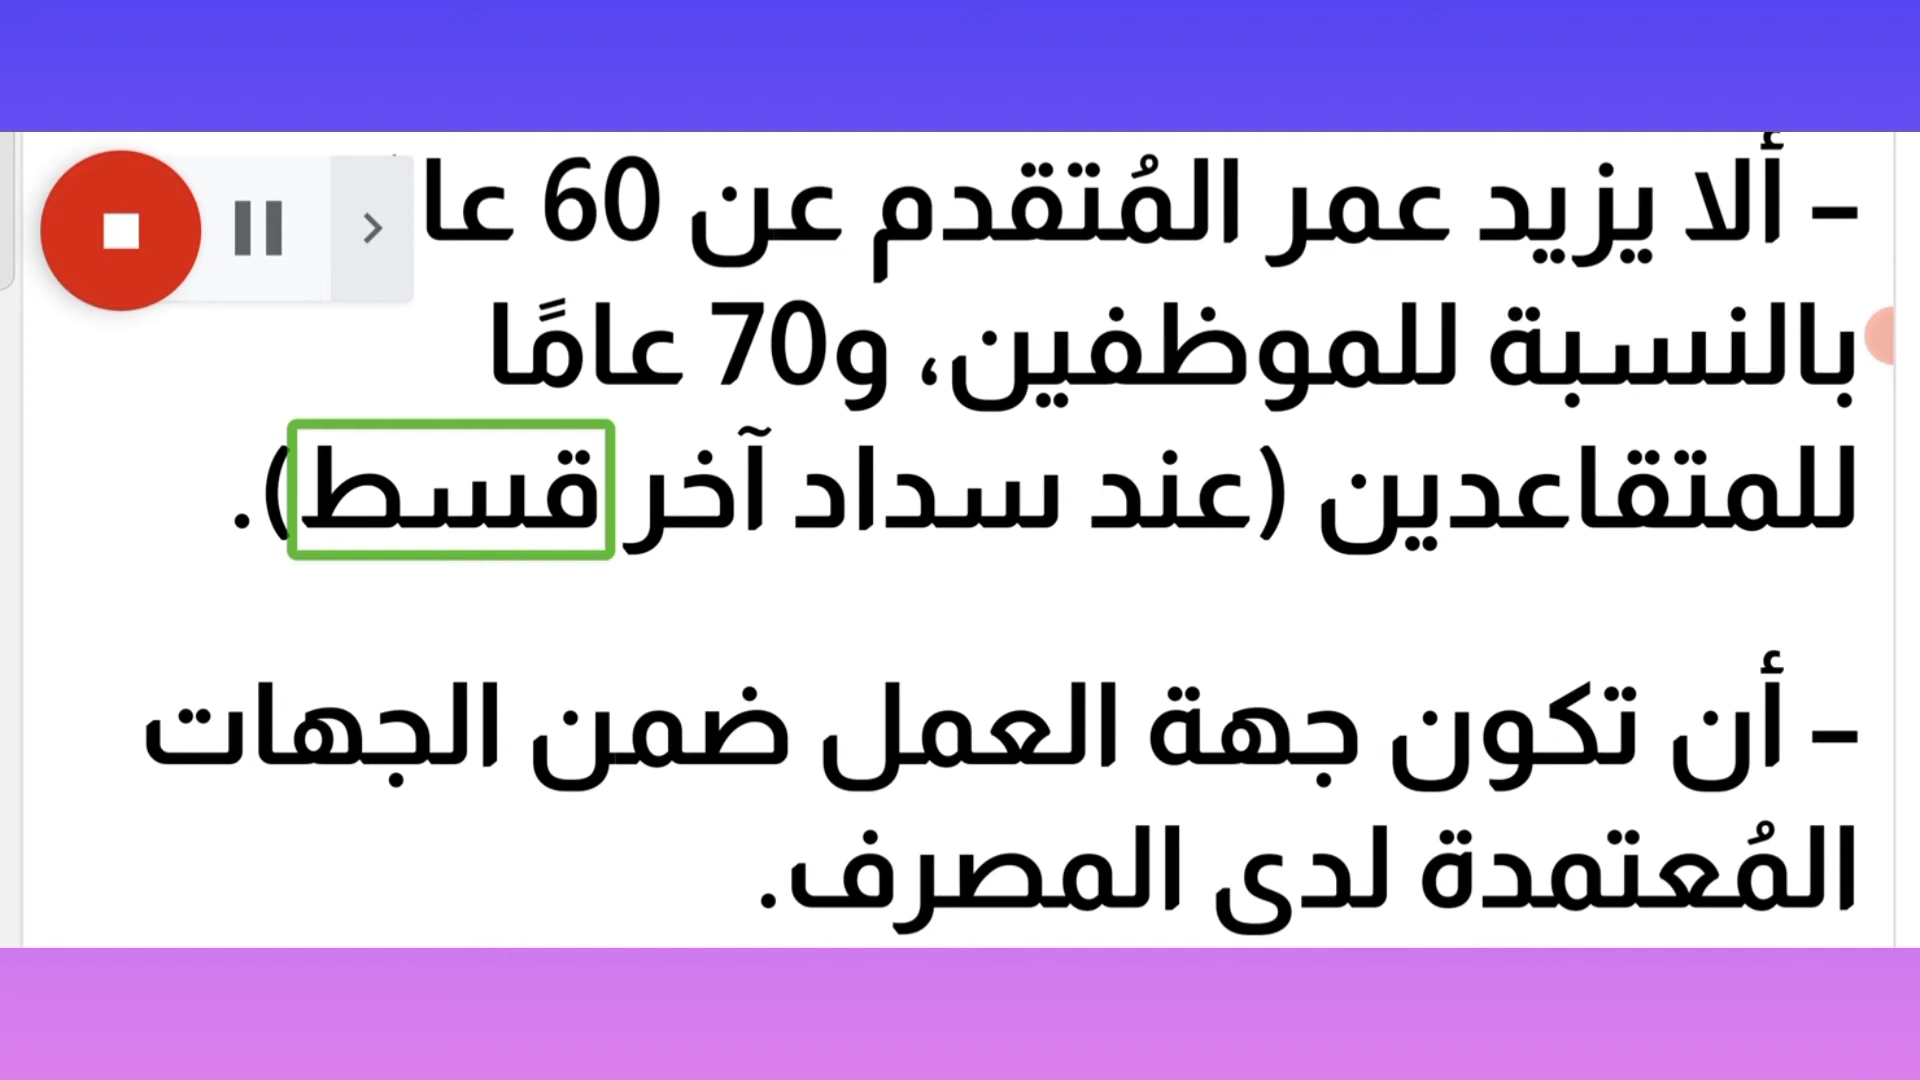 – ألا يزيد عمر المُتقدم عن 60
بالنسبة للموظفين، و70 عامًا
للمتقاعدين (عند سداد آخر قسط).
– أن تكون جهة العمل ضمن الجهات
المُعتمدة لدى المصرف.